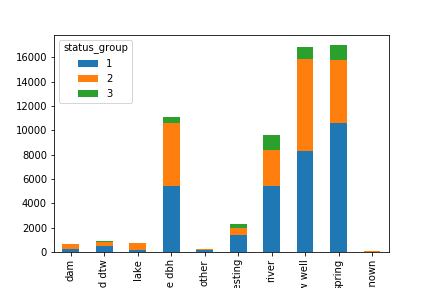 status_group
1
2
3
16000
14000
12000
10000
8000
6000
4000
2000
0
dam
d dtw
lake
e dbh
other
esting
river
w well
spring
nown